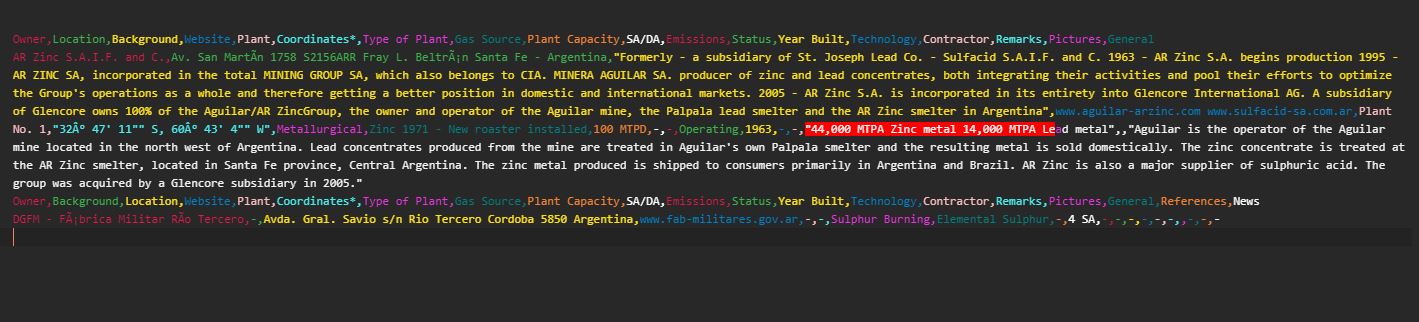 Owner,Location,Background,Website,Plant,Coordinates*,Type of Plant,Gas Source,Plant Capacity,SA/DA,Emissions,Status,Year Built,Technology,Contractor,Remarks,Pictures,General
AR Zinc S.A.I.F. and C.,Av. San MartÃn 1758 S2156ARR Fray L. BeltrÃ¡n Santa Fe - Argentina,"Formerly - a subsidiary of St. Joseph Lead Co. - Sulfacid S.A.I.F. and C. 1963 - AR Zinc S.A. begins production 1995 -
AR ZINC SA, incorporated in the total MINING GROUP SA, which also belongs to CIA. MINERA AGUILAR SA. producer of zinc and lead concentrates, both integrating their activities and pool their efforts to optimize
the Group's operations as a whole and therefore getting a better position in domestic and international markets. 2005 - AR Zinc S.A. is incorporated in its entirety into Glencore International AG. A subsidiary
of Glencore owns 100% of the Aguilar/AR ZincGroup, the owner and operator of the Aguilar mine, the Palpala lead smelter and the AR Zinc smelter in Argentina",www.aguilar-arzinc.com www.sulfacid-sa.com.ar,Plant
No. 1,"32Âº 47' 11"" S, 60Âº 43' 4"" W",Metallurgical,Zinc 1971 - New roaster installed,100 MTPD,-,-,Operating,1963,-,-,"44,000 MTPA Zinc metal 14,000 MTPA Lead metal",,"Aguilar is the operator of the Aguilar
mine located in the north west of Argentina. Lead concentrates produced from the mine are treated in Aguilar's own Palpala smelter and the resulting metal is sold domestically. The zinc concentrate is treated at
the AR Zinc smelter, located in Santa Fe province, Central Argentina. The zinc metal produced is shipped to consumers primarily in Argentina and Brazil. AR Zinc is also a major supplier of sulphuric acid. The
group was acquired by a Glencore subsidiary in 2005."
Owner,Background,Location,Website,Plant,Coordinates*,Type of Plant,Gas Source,Plant Capacity,SA/DA,Emissions,Status,Year Built,Technology,Contractor,Remarks,Pictures,General,References,News
DGFM - FÃ¡brica Militar RÃo Tercero,-,Avda. Gral. Savio s/n Rio Tercero Cordoba 5850 Argentina,www.fab-militares.gov.ar,-,-,Sulphur Burning,Elemental Sulphur,-,4 SA,-,-,-,-,-,-,,-,-,-